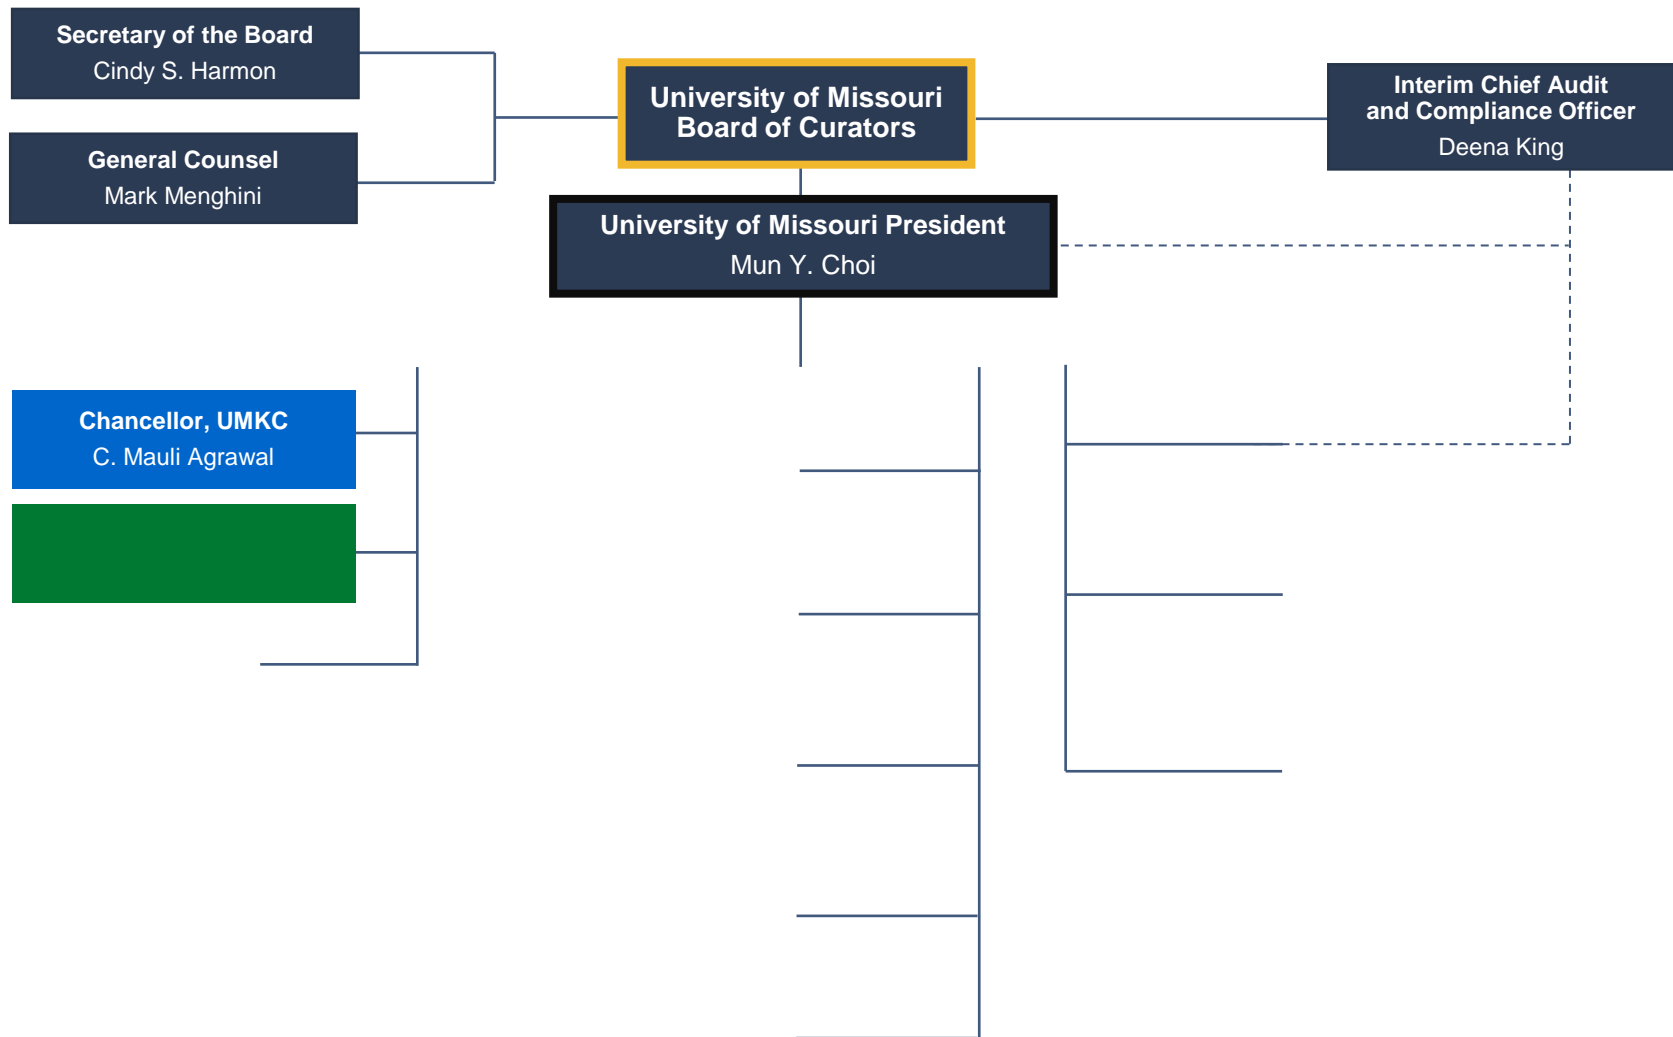 Secretary of the Board
Cindy S. Harmon
General Counsel
Mark Menghini
University of Missouri
Board of Curators
Interim Chief Audit
and Compliance Officer
Deena King
University of Missouri President
Mun Y. Choi
Chancellor, UMKC
C. Mauli Agrawal